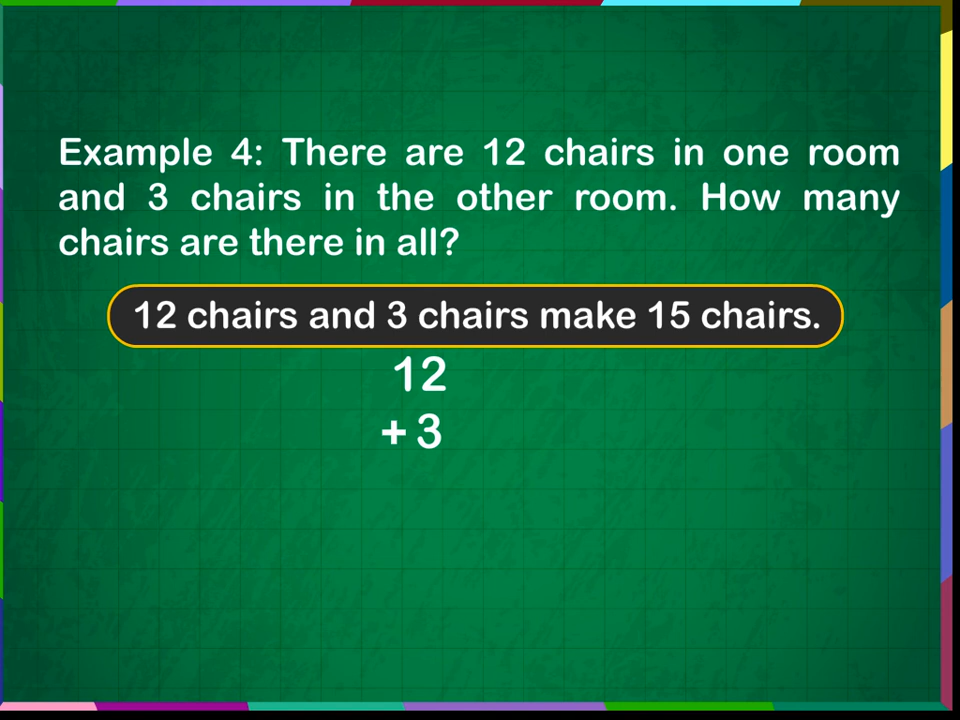 Example 4: There are 12 chairs in one room
and 3 chairs in the other room. How many
chairs are there in all?
12 chairs and 3 chairs make 15 chairs.
12
+ 3